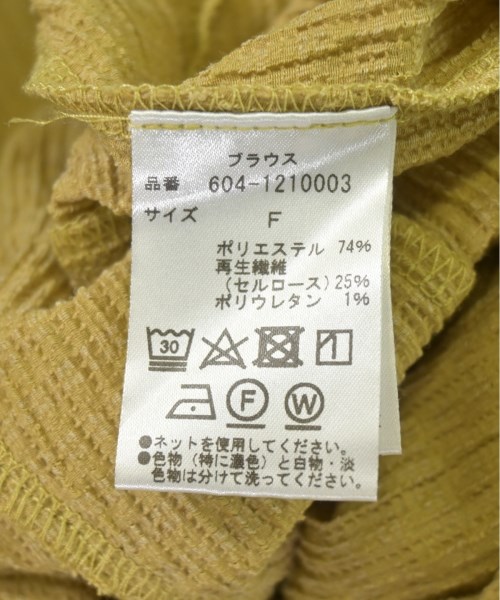 ブラウス
品番 604-1210003
サイズ F
ポリエステル 74%
再生繊維
(セルロース) 25%
ポリウレタン 1%
30
F W
●ネットを使用してください。
●色物(特に濃色)と白物・淡
色物は分けて洗ってください。